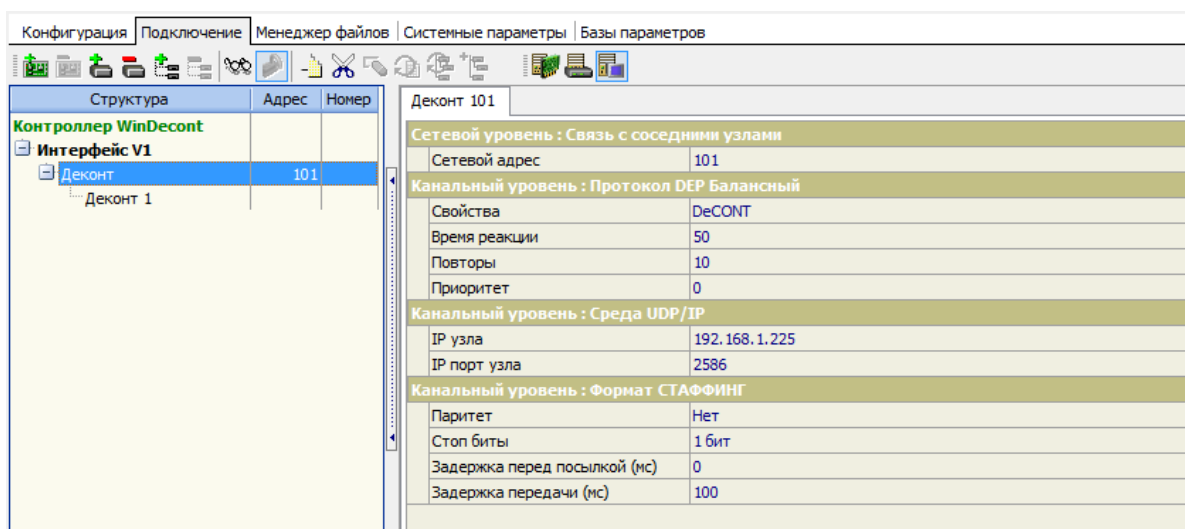 Конфигурация Подключение Менеджер файлов Системные параметры Базы параметров
Структура Адрес Номер
Контроллер WinDecont
Интерфейс V1
Деконт 101
Деконт 1
Деконт 101
Сетевой уровень : Связь с соседними узлами
Сетевой адрес 101
Канальный уровень : Протокол DEP Балансный
Свойства DeCONT
Время реакции 50
Повторы 10
Приоритет 0
Канальный уровень : Среда UDP/IP
IP узла 192.168.1.225
IP порт узла 2586
Канальный уровень : Формат СТАФФИНГ
Паритет Нет
Стоп биты 1 бит
Задержка перед посылкой (мс) 0
Задержка передачи (мс) 100